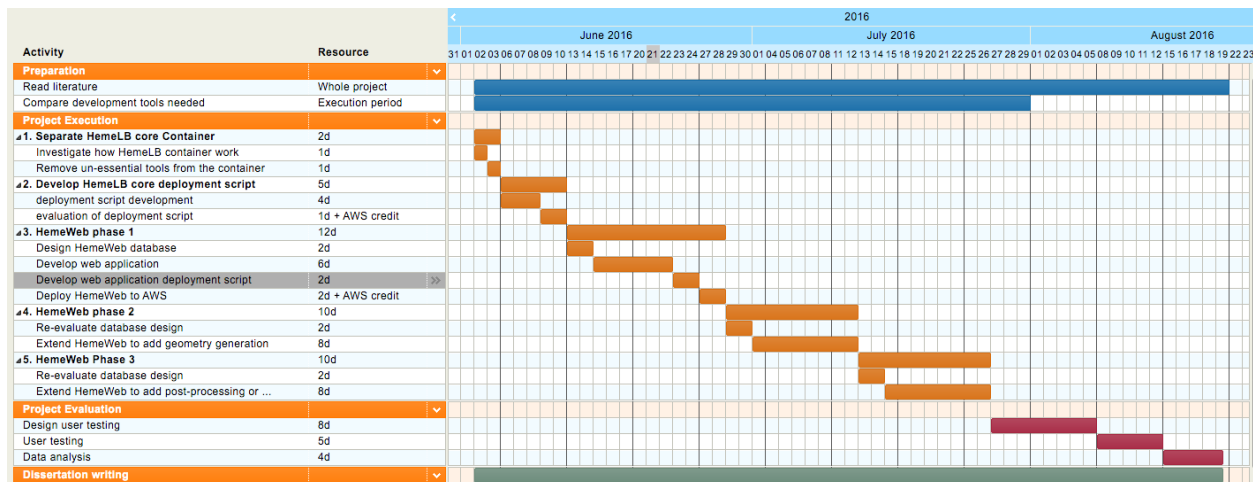 2016
June 2016 July 2016 August 2016
Activity Resource 31 01 02 03 06 07 08 09 10 13 14 15 16 17 20 21 22 23 24 27 28 29 30 01 04 05 06 07 08 11 12 13 14 15 18 19 20 21 22 25 26 27 28 29 01 02 03 04 05 08 09 10 11 12 15 16 17 18 19 22 23
Preparation
Read literature Whole project
Compare development tools needed Execution period
Project Execution
1. Separate HemeLB core Container 2d
Investigate how HemeLB container work 1d
Remove un-essential tools from the container 1d
2. Develop HemeLB core deployment script 5d
deployment script development 4d
evaluation of deployment script 1d + AWS credit
3. HemeWeb phase 1 12d
Design HemeWeb database 2d
Develop web application 6d
Develop web application deployment script 2d
Deploy HemeWeb to AWS 2d + AWS credit
4. HemeWeb phase 2 10d
Re-evaluate database design 2d
Extend HemeWeb to add geometry generation 8d
5. HemeWeb Phase 3 10d
Re-evaluate database design 2d
Extend HemeWeb to add post-processing or ... 8d
Project Evaluation
Design user testing 8d
User testing 5d
Data analysis 4d
Dissertation writing